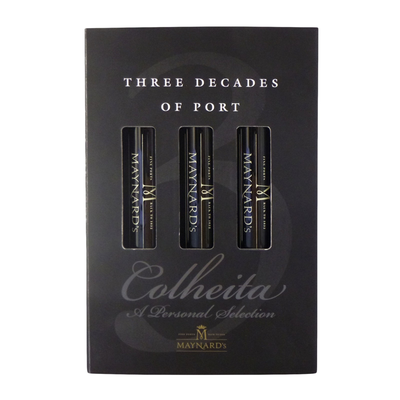 THREE DECADES
OF PORT
MAYNARD's
M
MAYNARD's
M
MAYNARD's
M
Colheita
A Personal Selection
M
MAYNARD's